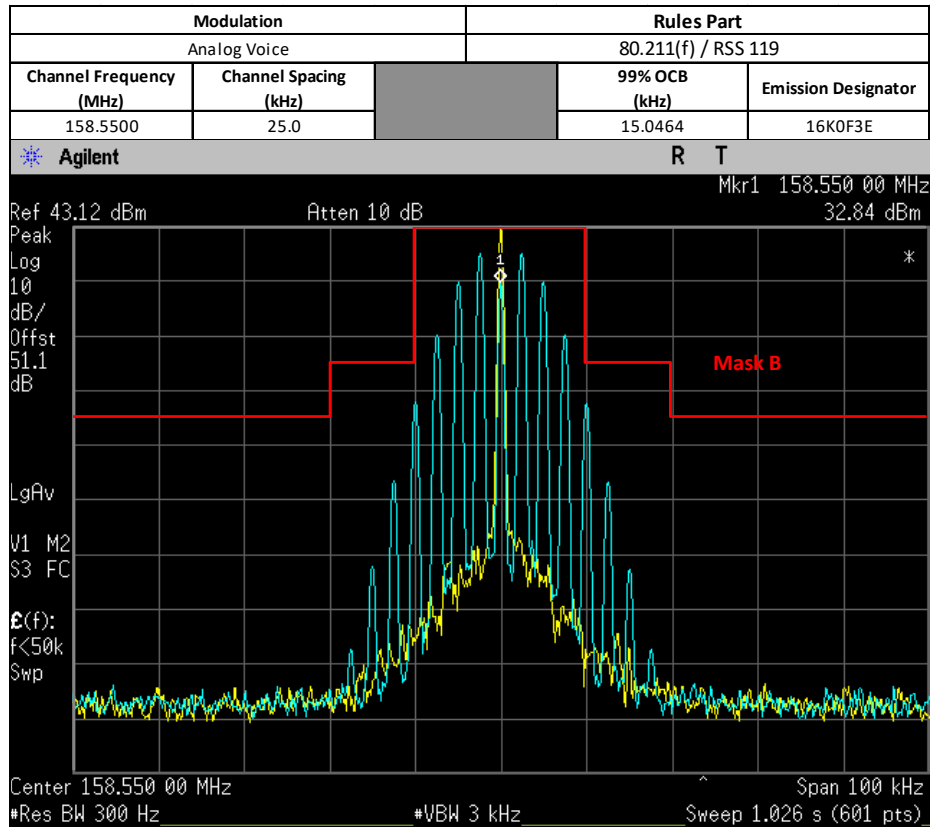 Modulation Rules Part
Analog Voice 80.211(f) / RSS 119
Channel Frequency (MHz) Channel Spacing (kHz) 99% OCB (kHz) Emission Designator
158.5500 25.0 15.0464 16K0F3E
Agilent R T
Mkr1 158.550 00 MHz
Ref 43.12 dBm Atten 10 dB 32.84 dBm
Peak
Log
10
dB/
Offst
51.1
dB
1
*
Mask B
LgAv
V1 M2
S3 FC
£(f):
f<50k
Swp
Center 158.550 00 MHz ^ Span 100 kHz
#Res BW 300 Hz #VBW 3 kHz Sweep 1.026 s (601 pts)